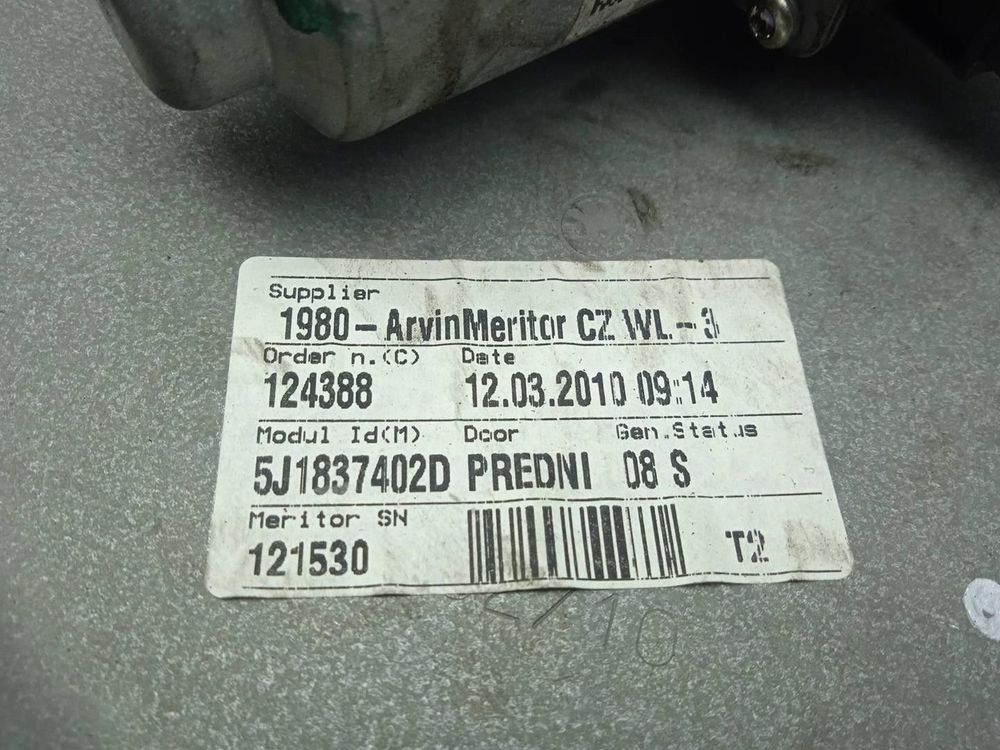 Supplier
1980-ArvinMeritor CZ WL-3
Order n.(C) Date
124388 12.03.2010 09:14
Modul Id(M) Door Gen.Status
5J1837402D PREDNI 08 S
Meritor SN
121530 T2
10